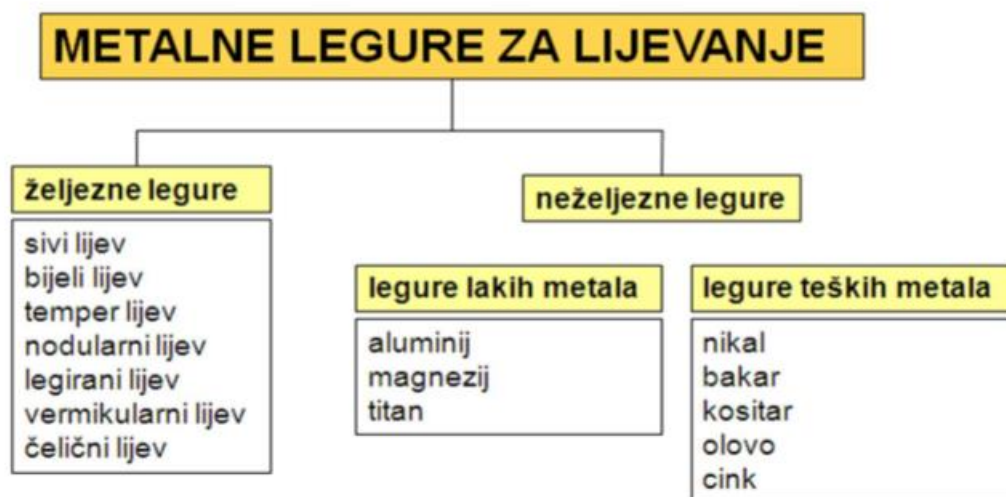 METALNE LEGURE ZA LIJEVANJE
željezne legure
sivi lijev
bijeli lijev
temper lijev
nodularni lijev
legirani lijev
vermikularni lijev
čelični lijev
neželjezne legure
legure lakih metala
aluminij
magnezij
titan
legure teških metala
nikal
bakar
kositar
olovo
cink